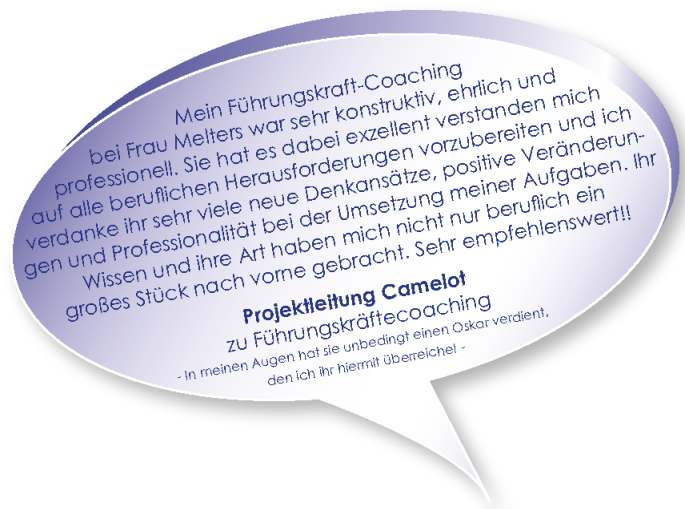 Mein Führungskraft-Coaching
bei Frau Melters war sehr konstruktiv, ehrlich und
professionell. Sie hat es dabei exzellent verstanden mich
auf alle beruflichen Herausforderungen vorzubereiten und ich
verdanke ihr sehr viele neue Denkansätze, positive Veränderun-
gen und Professionalität bei der Umsetzung meiner Aufgaben. Ihr
Wissen und ihre Art haben mich nicht nur beruflich ein
großes Stück nach vorne gebracht. Sehr empfehlenswert!!
Projektleitung Camelot
zu Führungskräftecoaching
- In meinen Augen hat sie unbedingt einen Oskar verdient,
den ich ihr hiermit überreiche! -